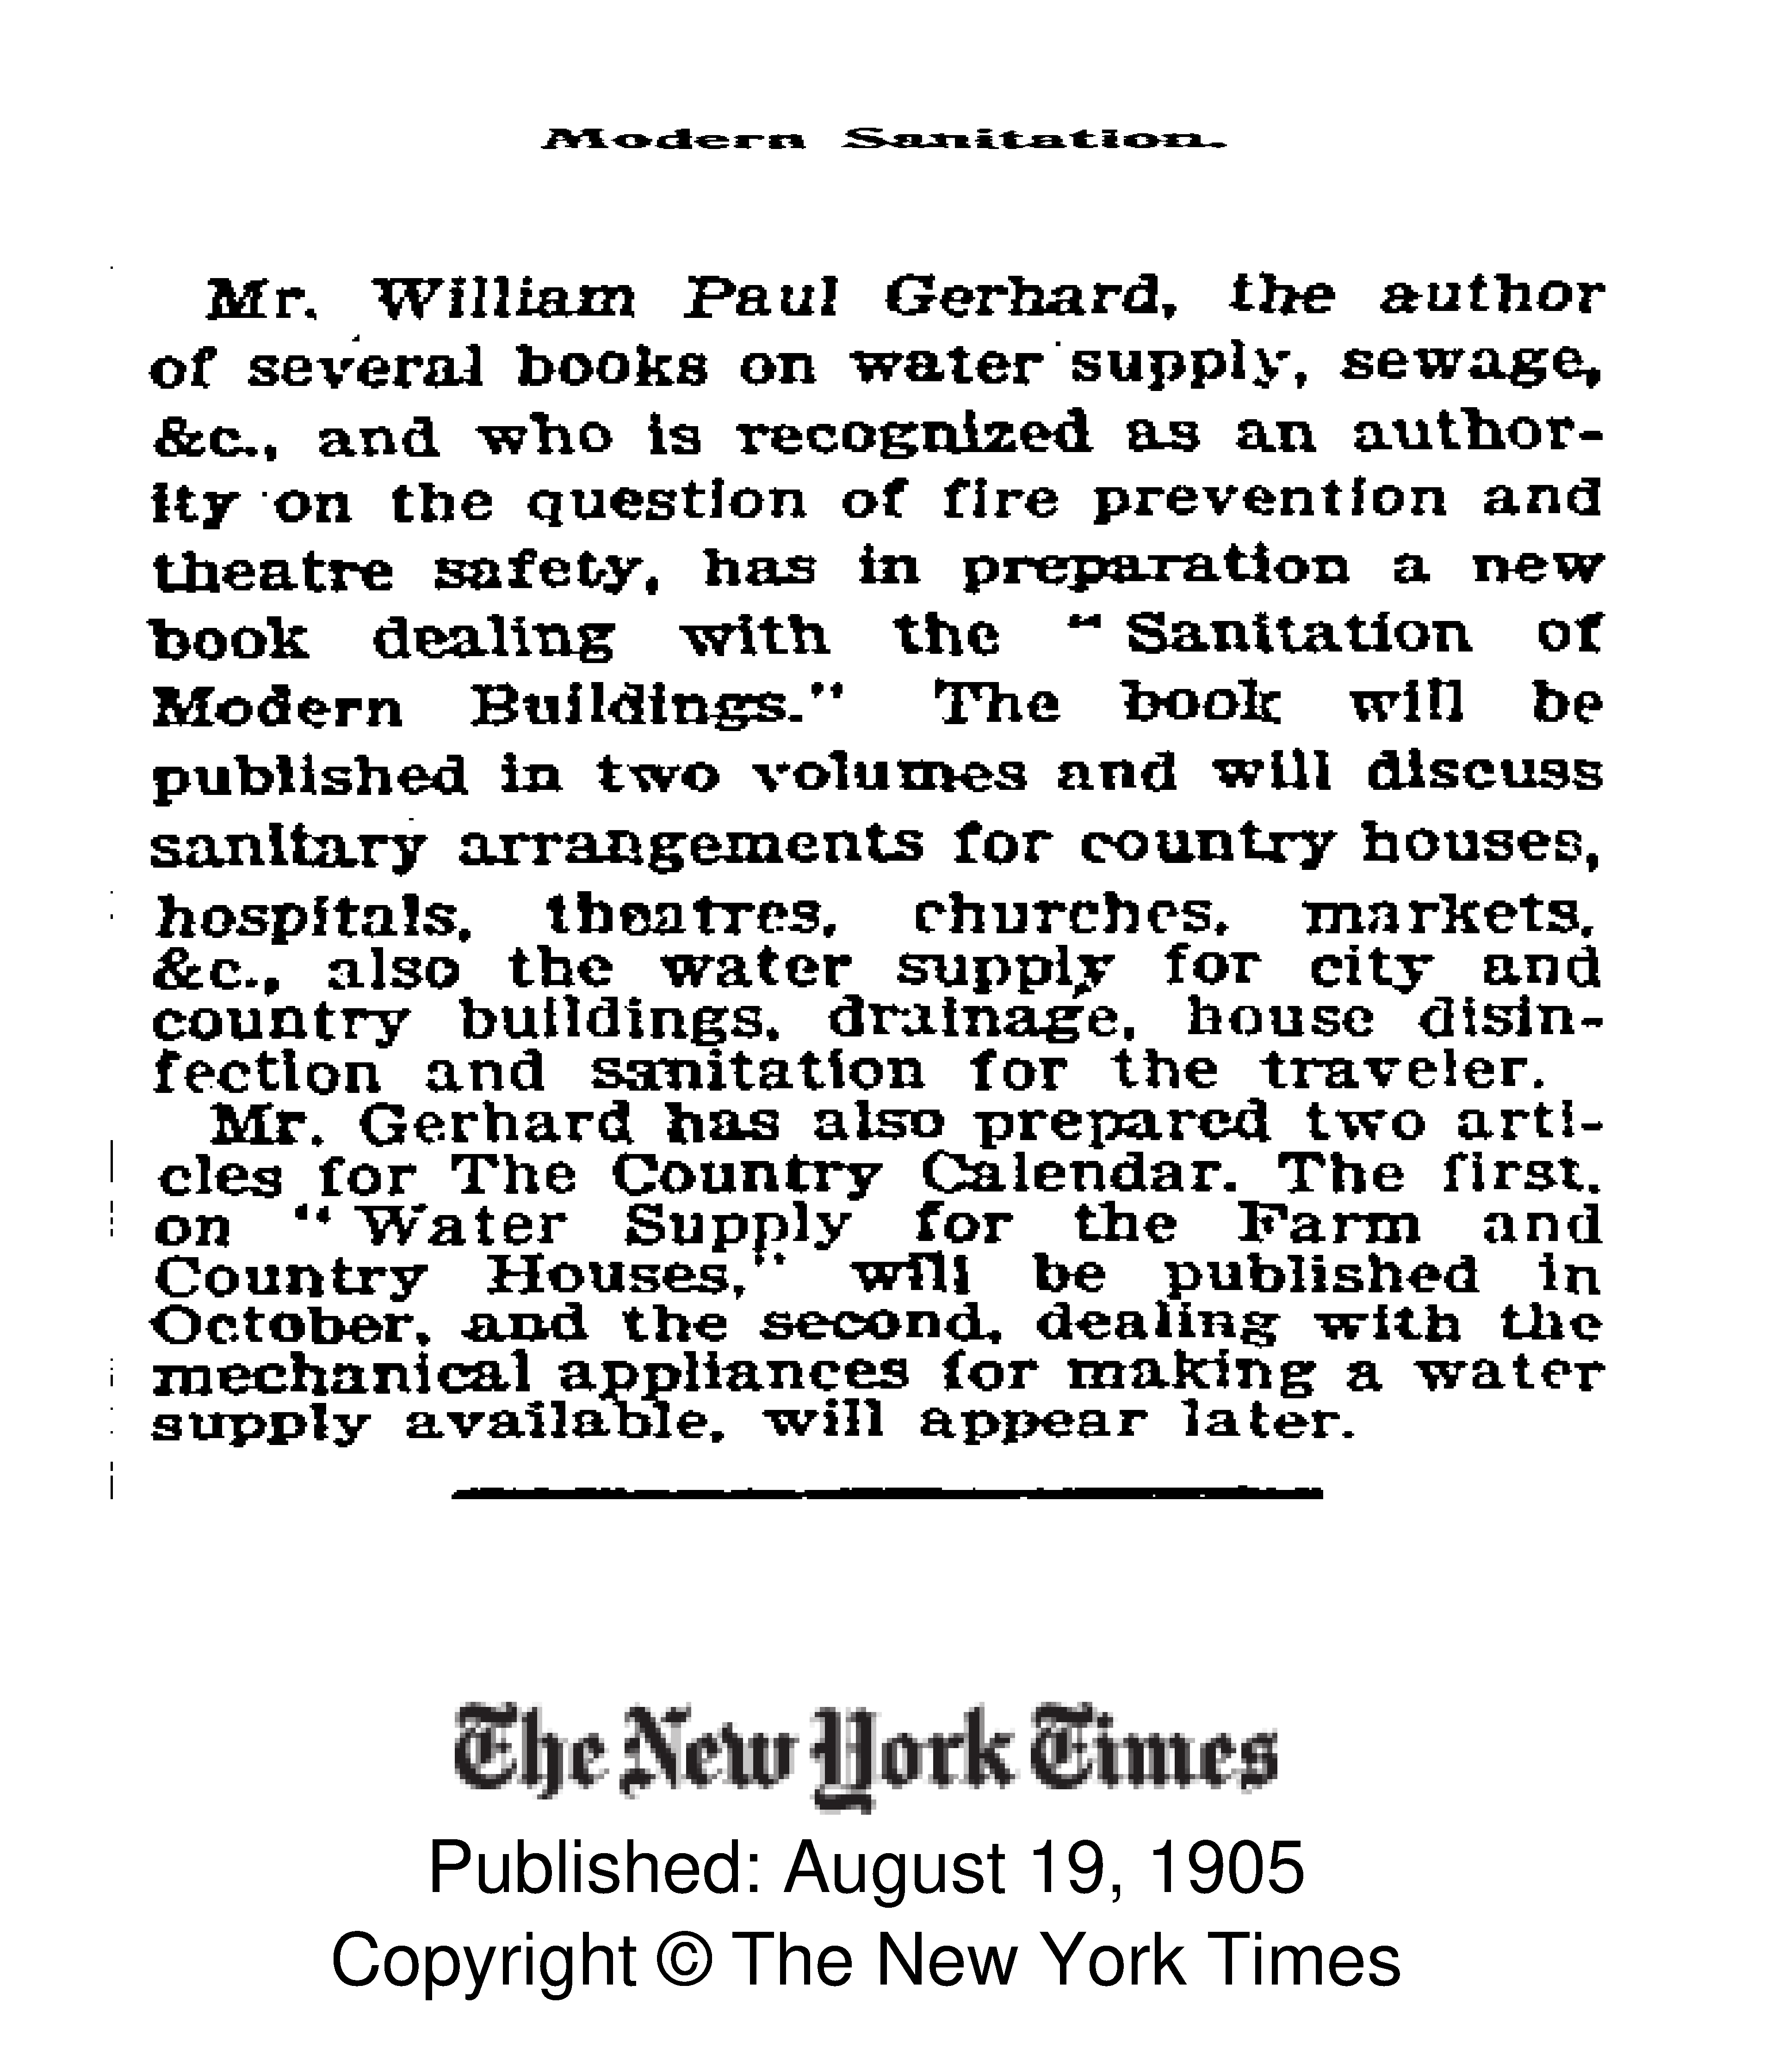 Modern Sanitation.
Mr. William Paul Gerhard, the author
of several books on water supply, sewage,
&c., and who is recognized as an author-
ity on the question of fire prevention and
theatre safety, has in preparation a new
book dealing with the "Sanitation of
Modern Buildings." The book will be
published in two volumes and will discuss
sanitary arrangements for country houses,
hospitals, theatres, churches, markets,
&c., also the water supply for city and
country buildings, drainage, house disin-
fection and sanitation for the traveler.
Mr. Gerhard has also prepared two arti-
cles for The Country Calendar. The first,
on "Water Supply for the Farm and
Country Houses," will be published in
October, and the second, dealing with the
mechanical appliances for making a water
supply available, will appear later.
The New York Times
Published: August 19, 1905
Copyright © The New York Times